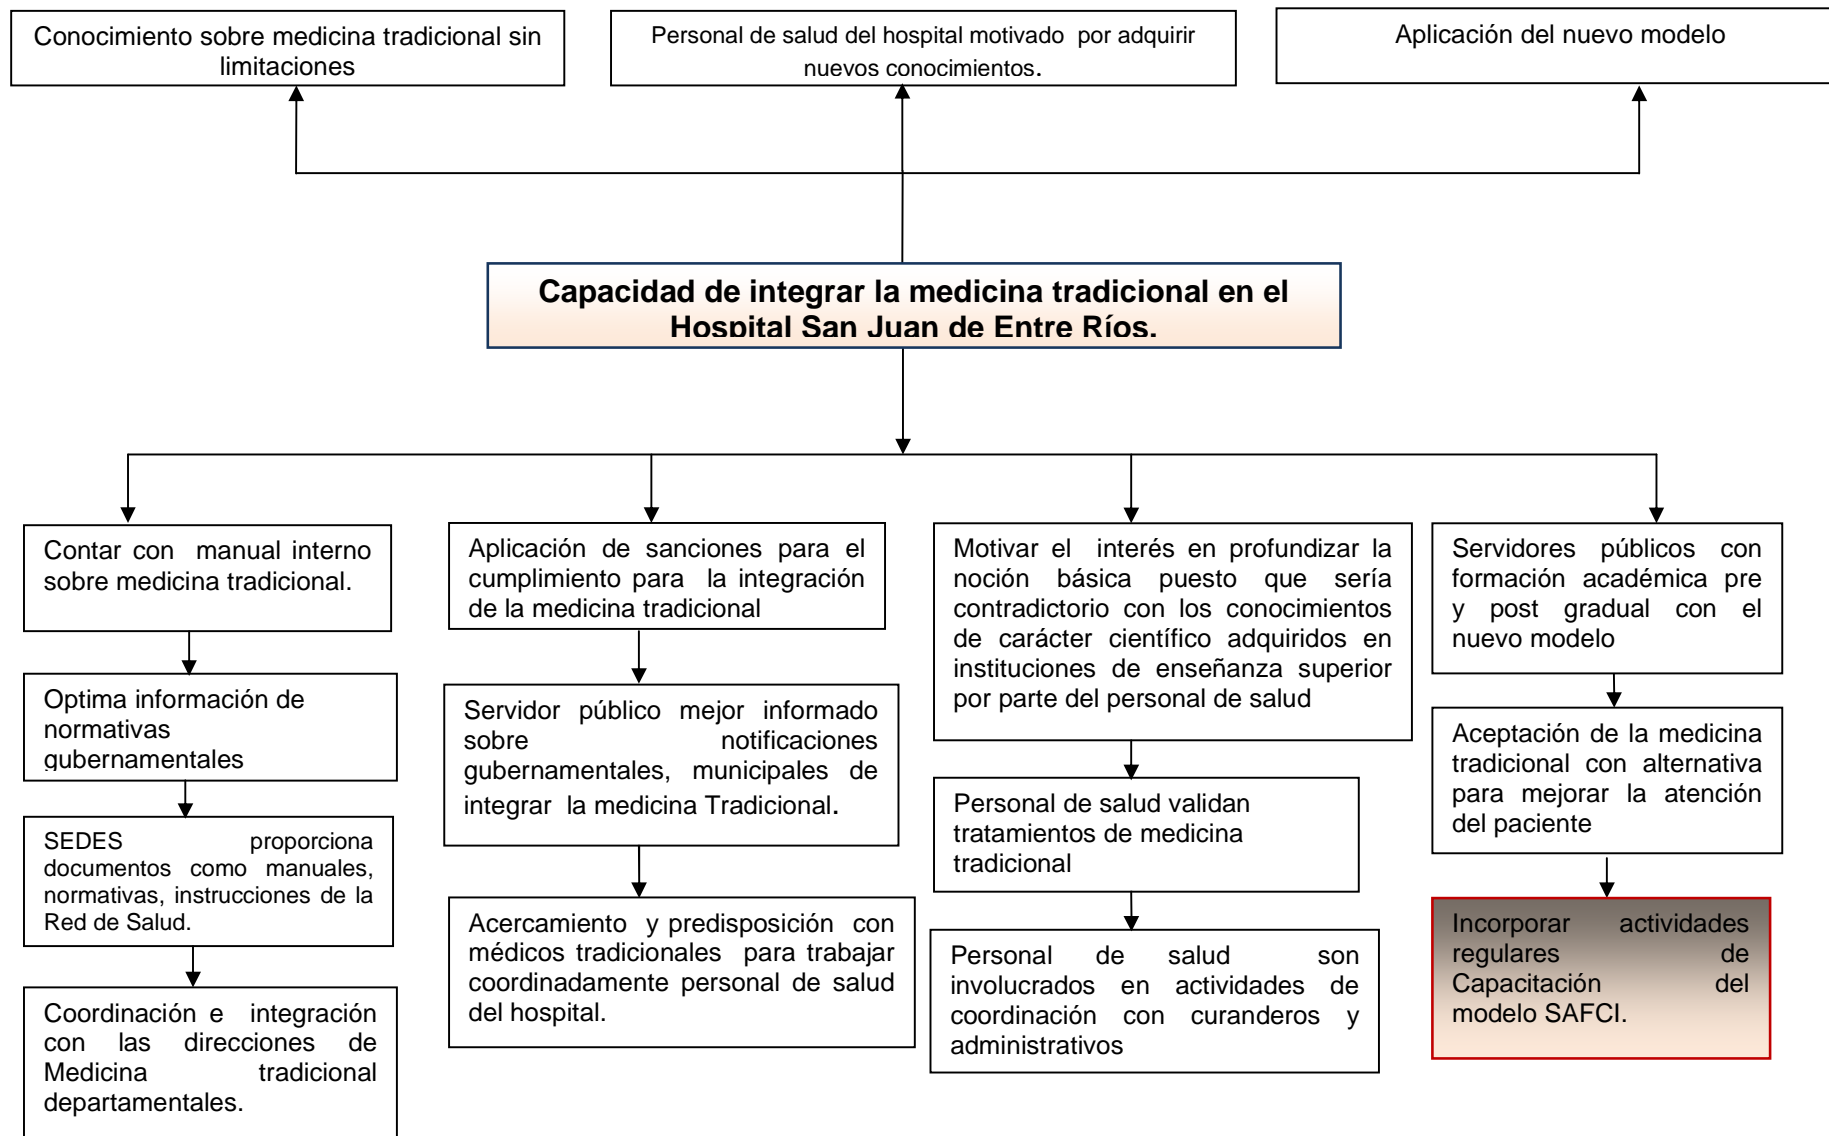 Conocimiento sobre medicina tradicional sin
limitaciones
Personal de salud del hospital motivado por adquirir
nuevos conocimientos.
Aplicación del nuevo modelo
Capacidad de integrar la medicina tradicional en el
Hospital San Juan de Entre Ríos.
Contar con manual interno
sobre medicina tradicional.
Optima información de
normativas
gubernamentales
SEDES proporciona
documentos como manuales,
normativas, instrucciones de la
Red de Salud.
Coordinación e integración
con las direcciones de
Medicina tradicional
departamentales.
Aplicación de sanciones para el
cumplimiento para la integración
de la medicina tradicional
Servidor público mejor informado
sobre notificaciones
gubernamentales, municipales de
integrar la medicina Tradicional.
Acercamiento y predisposición con
médicos tradicionales para trabajar
coordinadamente personal de salud
del hospital.
Motivar el interés en profundizar la
noción básica puesto que sería
contradictorio con los conocimientos
de carácter científico adquiridos en
instituciones de enseñanza superior
por parte del personal de salud
Personal de salud validan
tratamientos de medicina
tradicional
Personal de salud son
involucrados en actividades de
coordinación con curanderos y
administrativos
Servidores públicos con
formación académica pre
y post gradual con el
nuevo modelo
Aceptación de la medicina
tradicional con alternativa
para mejorar la atención
del paciente
Incorporar actividades
regulares de
Capacitación del
modelo SAFCI.